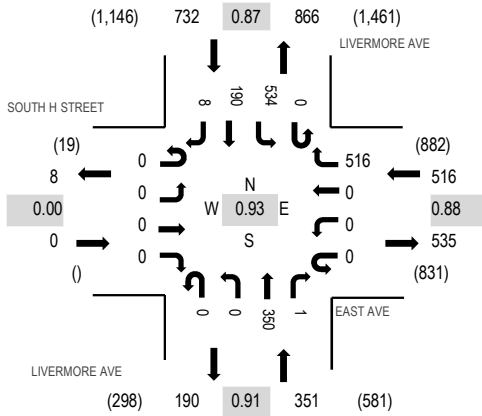 (1,146) 732 0.87 866 (1,461)
LIVERMORE AVE
8 190 534 0
SOUTH H STREET
(19)
8
0.00
0
()
0
0
0
0
N
W 0.93 E
S
516
0
0
0
(882)
516
0.88
535
(831)
0 0 350 1
EAST AVE
LIVERMORE AVE
(298) 190 0.91 351 (581)